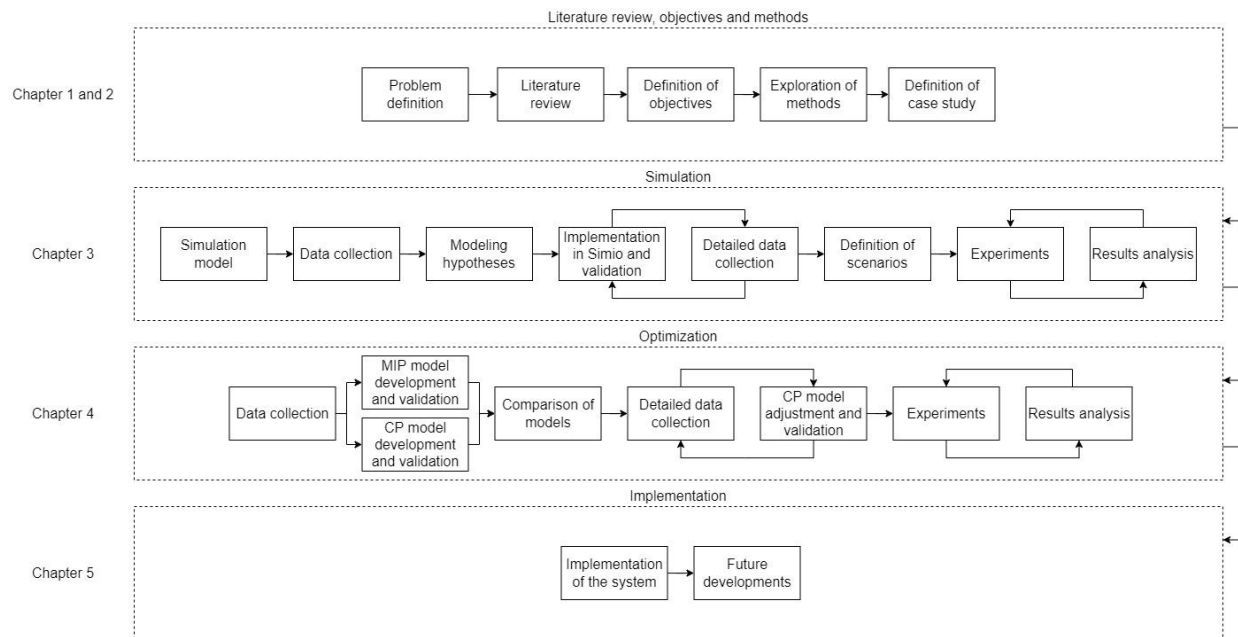 Literature review, objectives and methods
Chapter 1 and 2
Problem
definition
Literature
review
Definition of
objectives
Exploration of
methods
Definition of
case study
Simulation
Chapter 3
Simulation
model
Data collection
Modeling
hypotheses
Implementation
in Simio and
validation
Detailed data
collection
Definition of
scenarios
Experiments
Results analysis
Optimization
Chapter 4
Data collection
MIP model
development
and validation
CP model
development
and validation
Comparison of
models
Detailed data
collection
CP model
adjustment and
validation
Experiments
Results analysis
Implementation
Chapter 5
Implementation
of the system
Future
developments